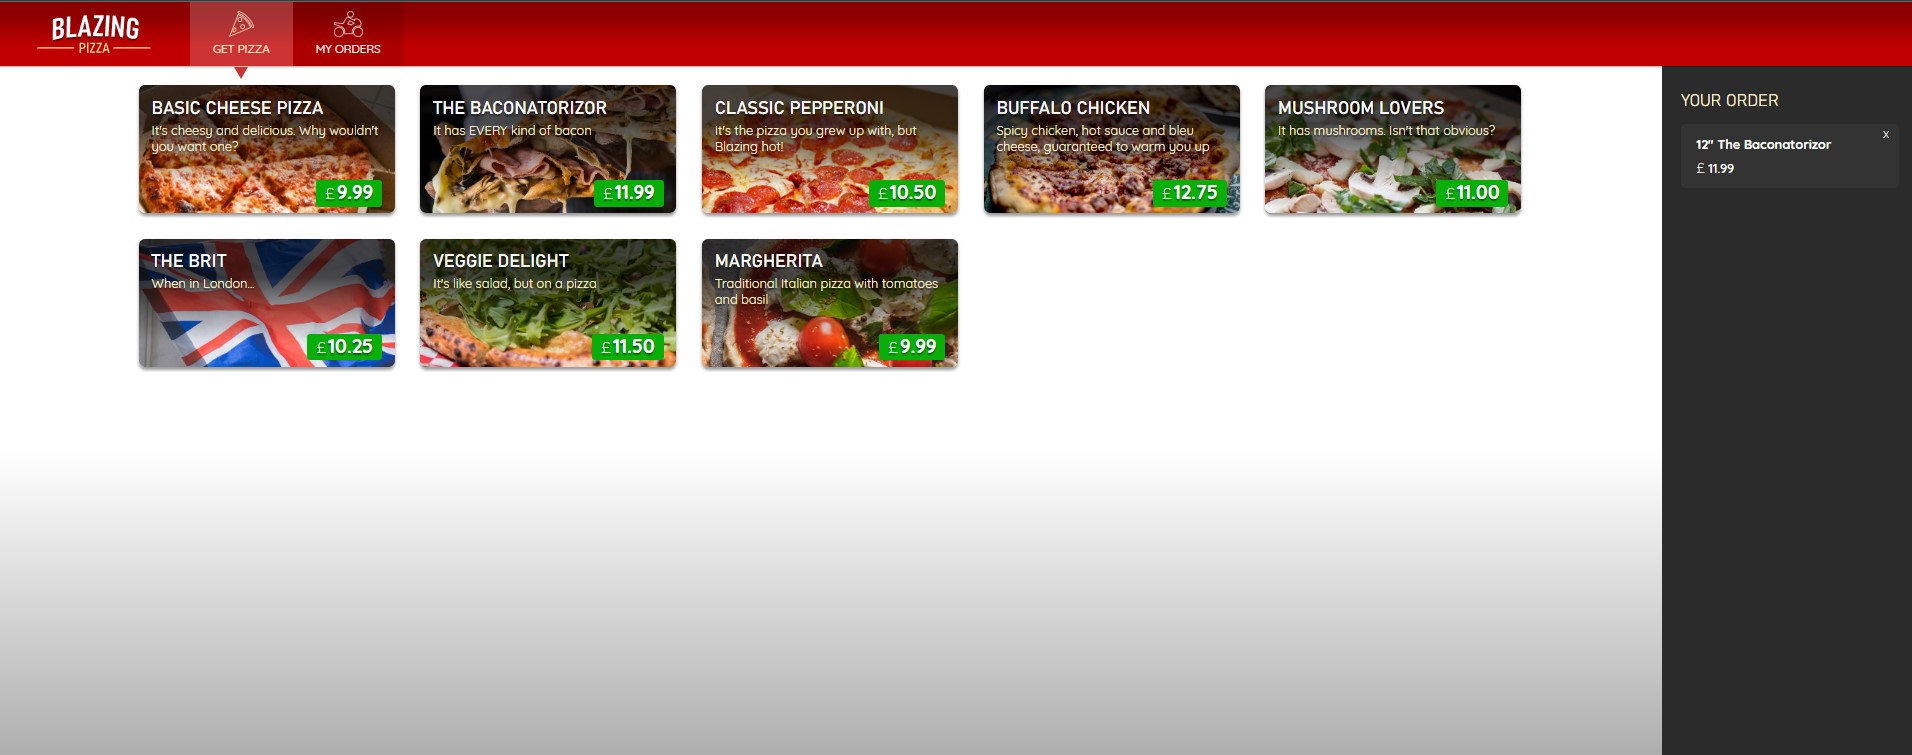 BLAZING
PIZZA
GET PIZZA
MY ORDERS
BASIC CHEESE PIZZA
It's cheesy and delicious. Why wouldn't
you want one?
£9.99
THE BACONATORIZOR
It has EVERY kind of bacon
£11.99
CLASSIC PEPPERONI
It's the pizza you grew up with, but
Blazing hot!
£10.50
BUFFALO CHICKEN
Spicy chicken, hot sauce and bleu
cheese, guaranteed to warm you up
£12.75
MUSHROOM LOVERS
It has mushrooms. Isn't that obvious?
£11.00
THE BRIT
When in London...
£10.25
VEGGIE DELIGHT
It's like salad, but on a pizza
£11.50
MARGHERITA
Traditional Italian pizza with tomatoes
and basil
£9.99
YOUR ORDER
x
12" The Baconatorizor
£ 11.99